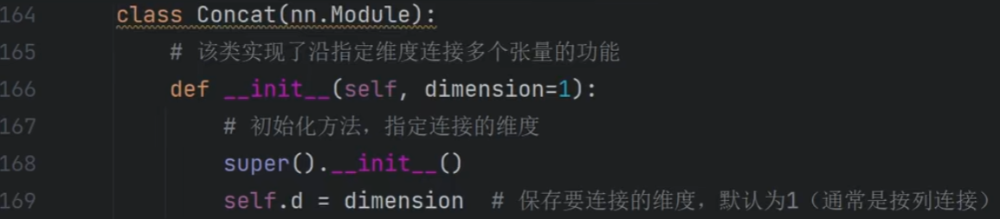 164 class Concat(nn.Module):
165 # 该类实现了沿指定维度连接多个张量的功能
166 def __init__(self, dimension=1):
167 # 初始化方法，指定连接的维度
168 super().__init__()
169 self.d = dimension # 保存要连接的维度，默认为1（通常是按列连接）